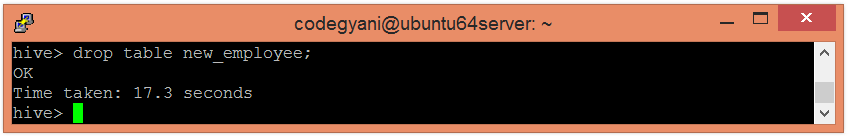 codegyani@ubuntu64server: ~
hive> drop table new_employee;
OK
Time taken: 17.3 seconds
hive>